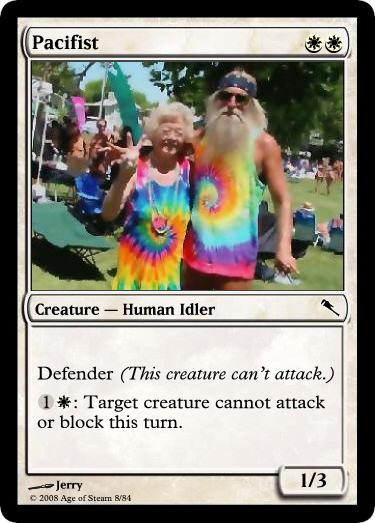 Pacifist
Creature — Human Idler
Defender (This creature can't attack.)
1: Target creature cannot attack
or block this turn.
Jerry
1/3
© 2008 Age of Steam 8/84